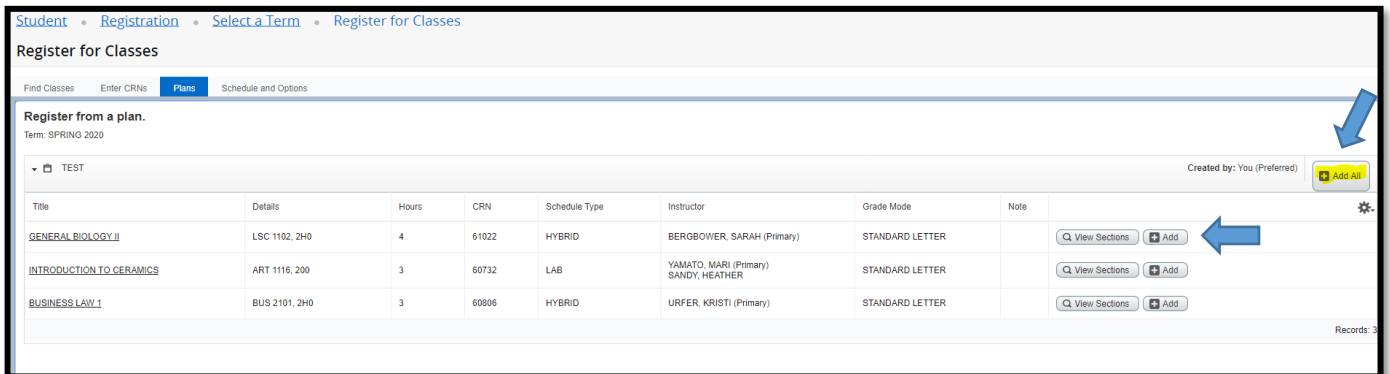 Student • Registration • Select a Term • Register for Classes
Register for Classes
Find Classes Enter CRNs Plans Schedule and Options
Register from a plan.
Term: SPRING 2020
TEST Created by: You (Preferred) Add All
Title Details Hours CRN Schedule Type Instructor Grade Mode Note
GENERAL BIOLOGY II LSC 1102, 2H0 4 61022 HYBRID BERGBOWER, SARAH (Primary) STANDARD LETTER View Sections Add
INTRODUCTION TO CERAMICS ART 1116, 200 3 60732 LAB YAMATO, MARI (Primary) STANDARD LETTER View Sections Add
SANDY, HEATHER
BUSINESS LAW 1 BUS 2101, 2H0 3 60806 HYBRID URFER, KRISTI (Primary) STANDARD LETTER View Sections Add
Records: 3